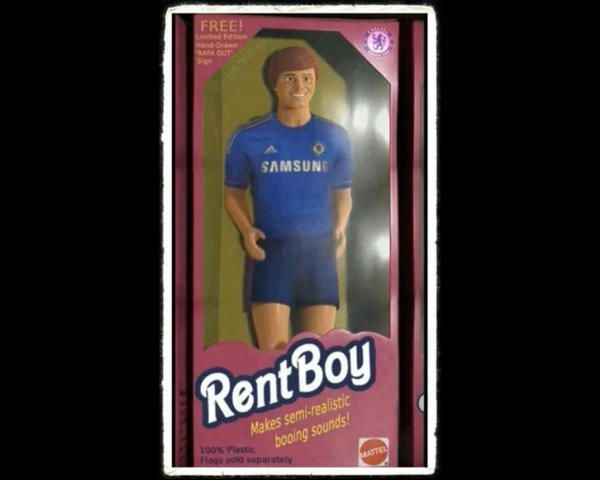 FREE!
Limited Edition
Hand-Drawn
"RAFA OUT"
Sign
adidas
SAMSUNG
RentBoy
Makes semi-realistic
booing sounds!
100% Plastic
Flags sold separately
MATTEL